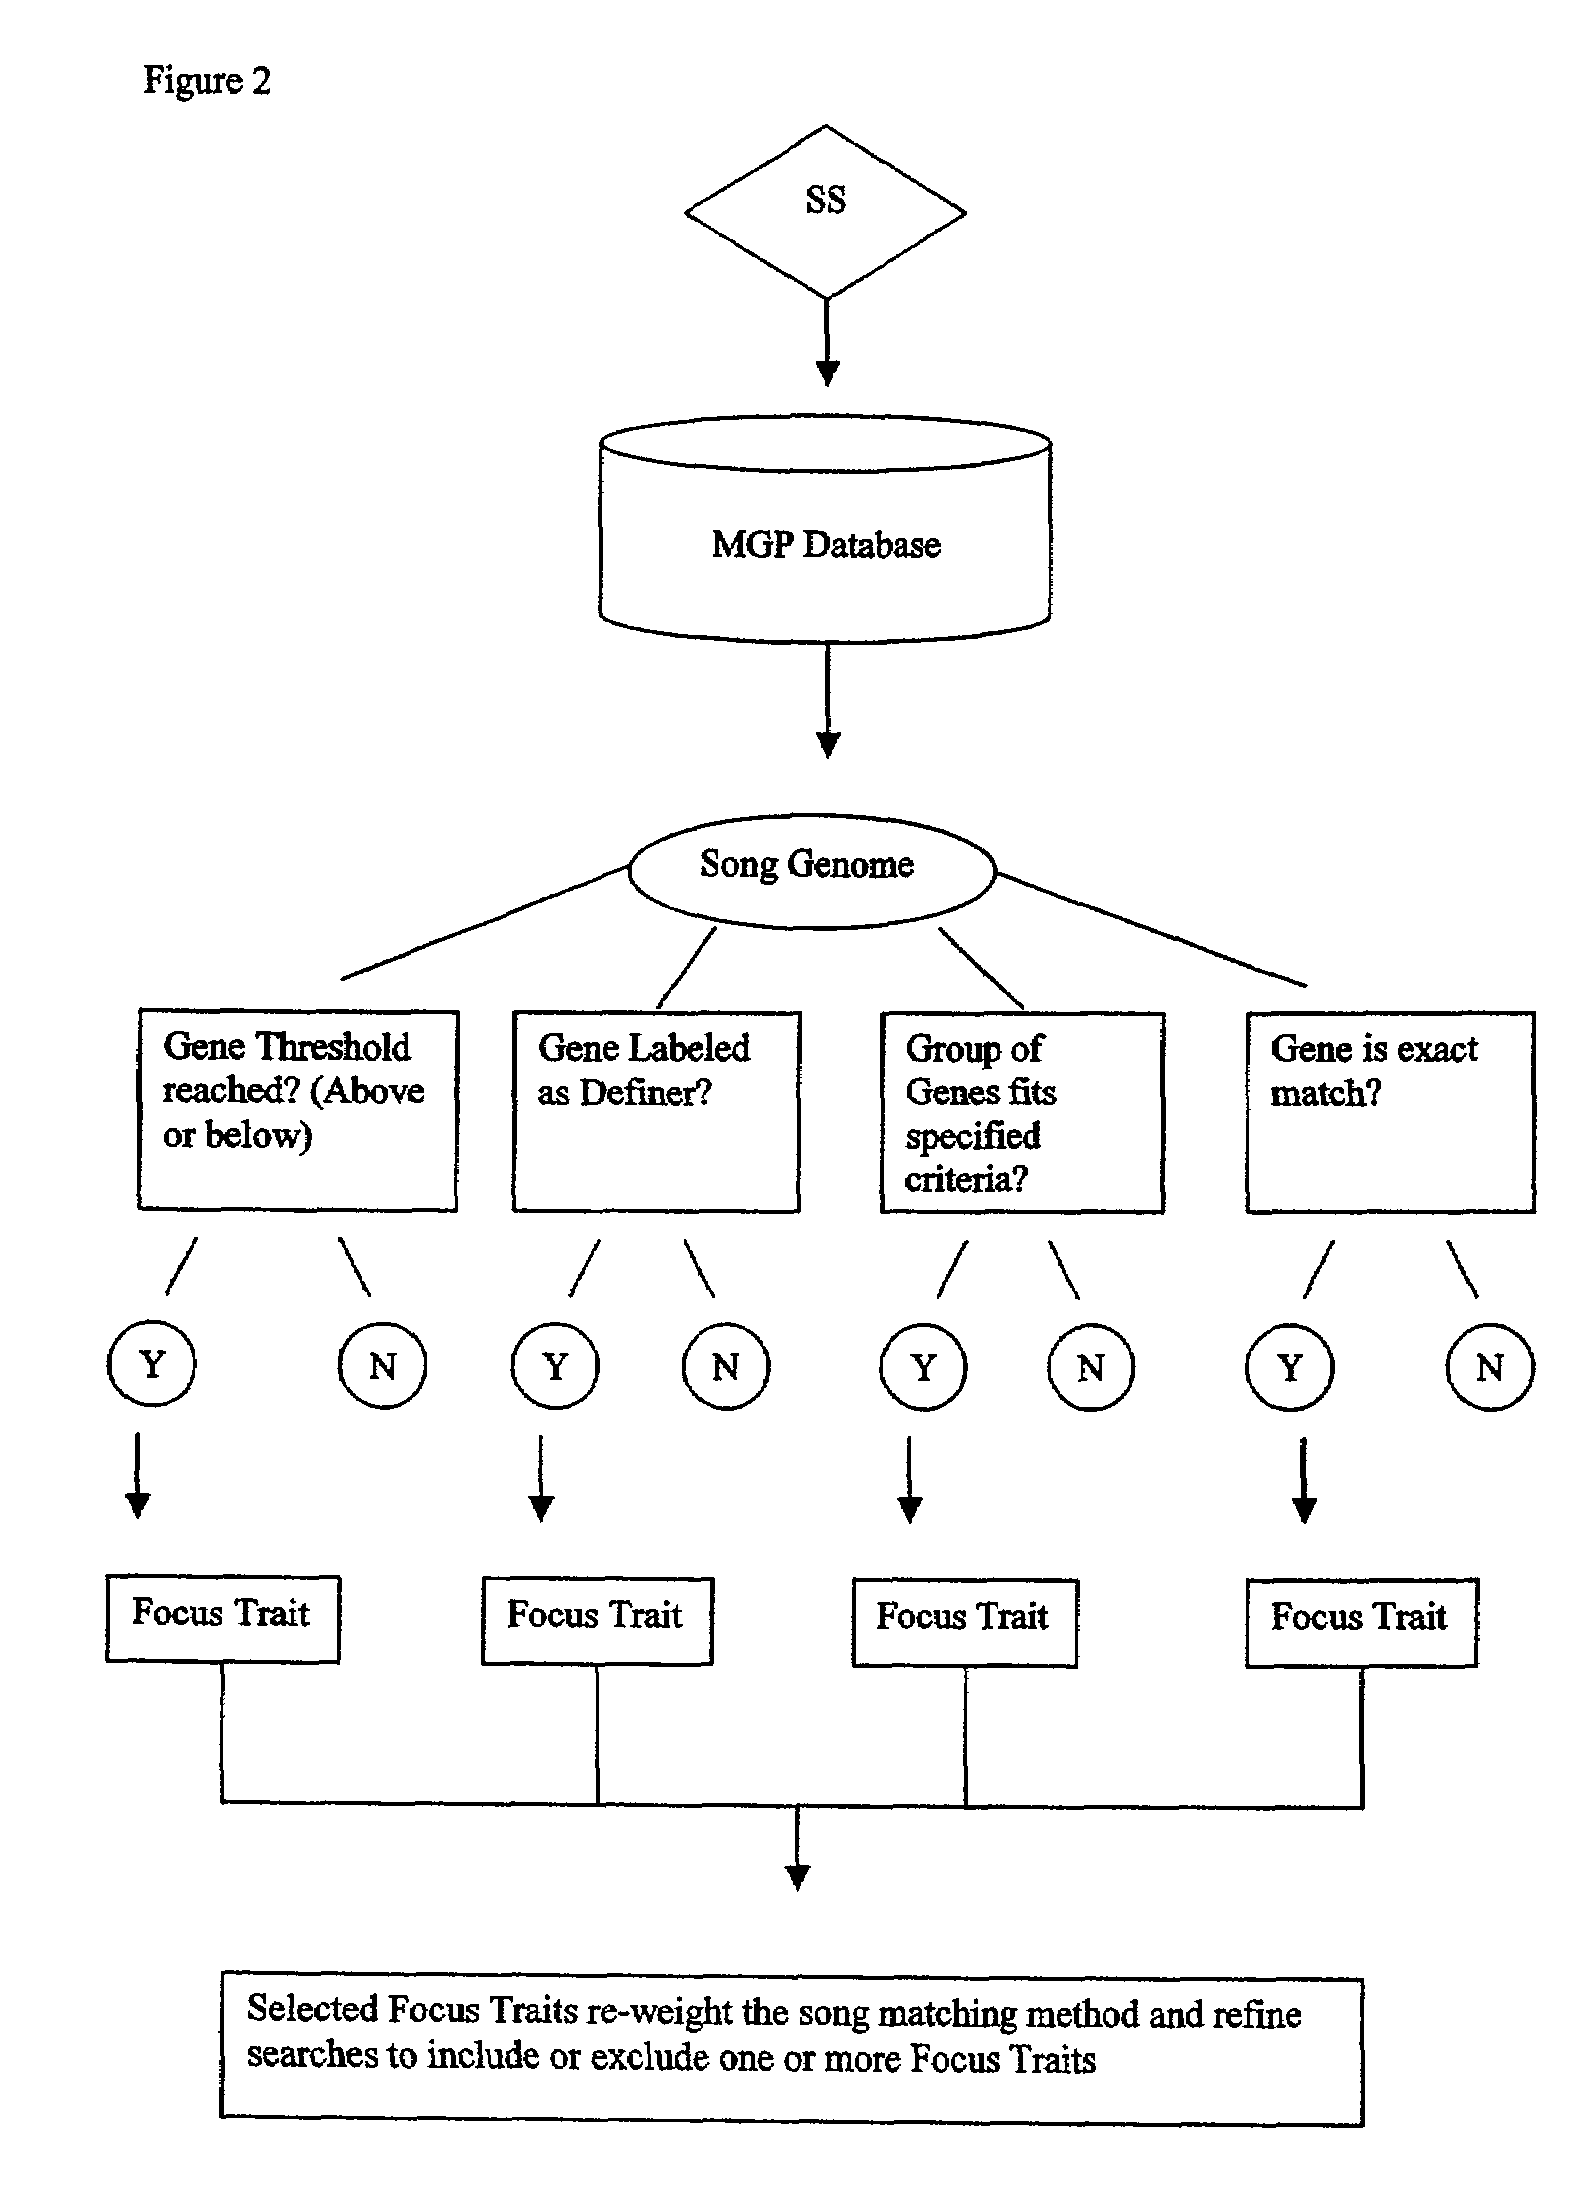 Figure 2
SS
MGP Database
Song Genome
Gene Threshold
reached? (Above
or below)
Gene Labeled
as Definer?
Group of
Genes fits
specified
criteria?
Gene is exact
match?
Y
N
Y
N
Y
N
Y
N
Focus Trait
Focus Trait
Focus Trait
Focus Trait
Selected Focus Traits re-weight the song matching method and refine
searches to include or exclude one or more Focus Traits